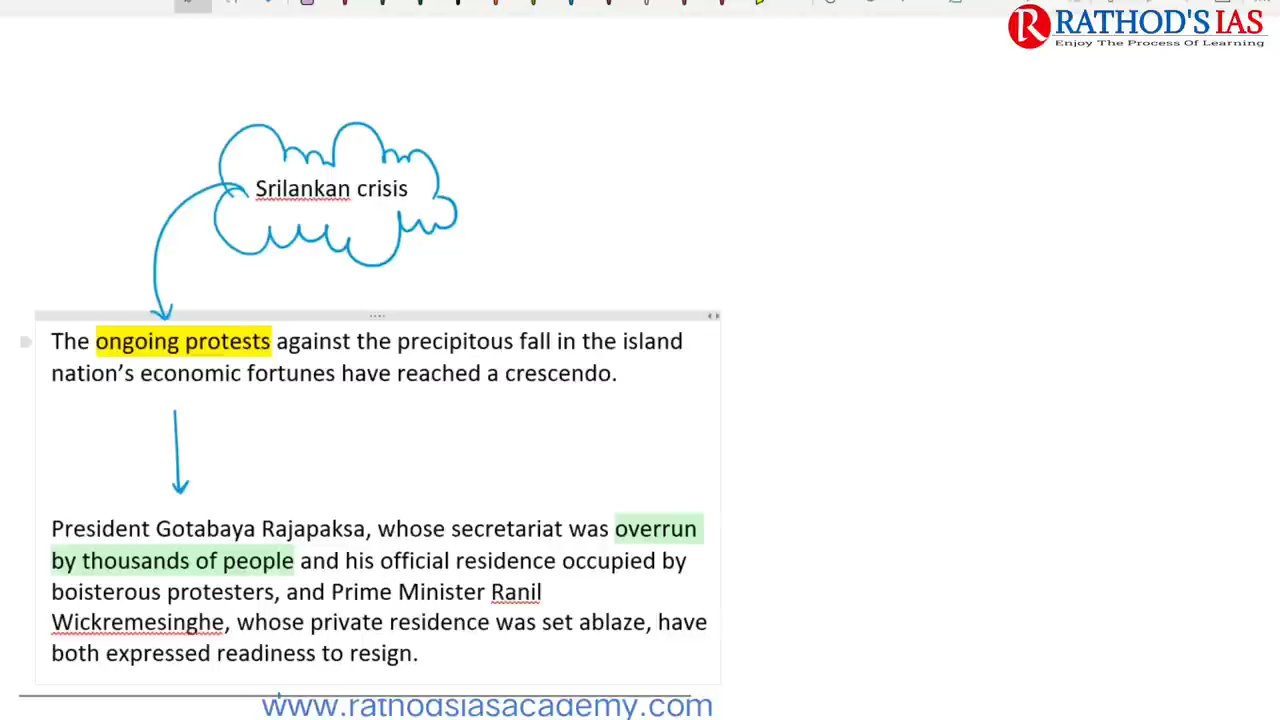 RATHOD'S IAS
Enjoy The Process Of Learning
Srilankan crisis
The ongoing protests against the precipitous fall in the island
nation's economic fortunes have reached a crescendo.
President Gotabaya Rajapaksa, whose secretariat was overrun
by thousands of people and his official residence occupied by
boisterous protesters, and Prime Minister Ranil
Wickremesinghe, whose private residence was set ablaze, have
both expressed readiness to resign.
www.rathodsiasacademy.com